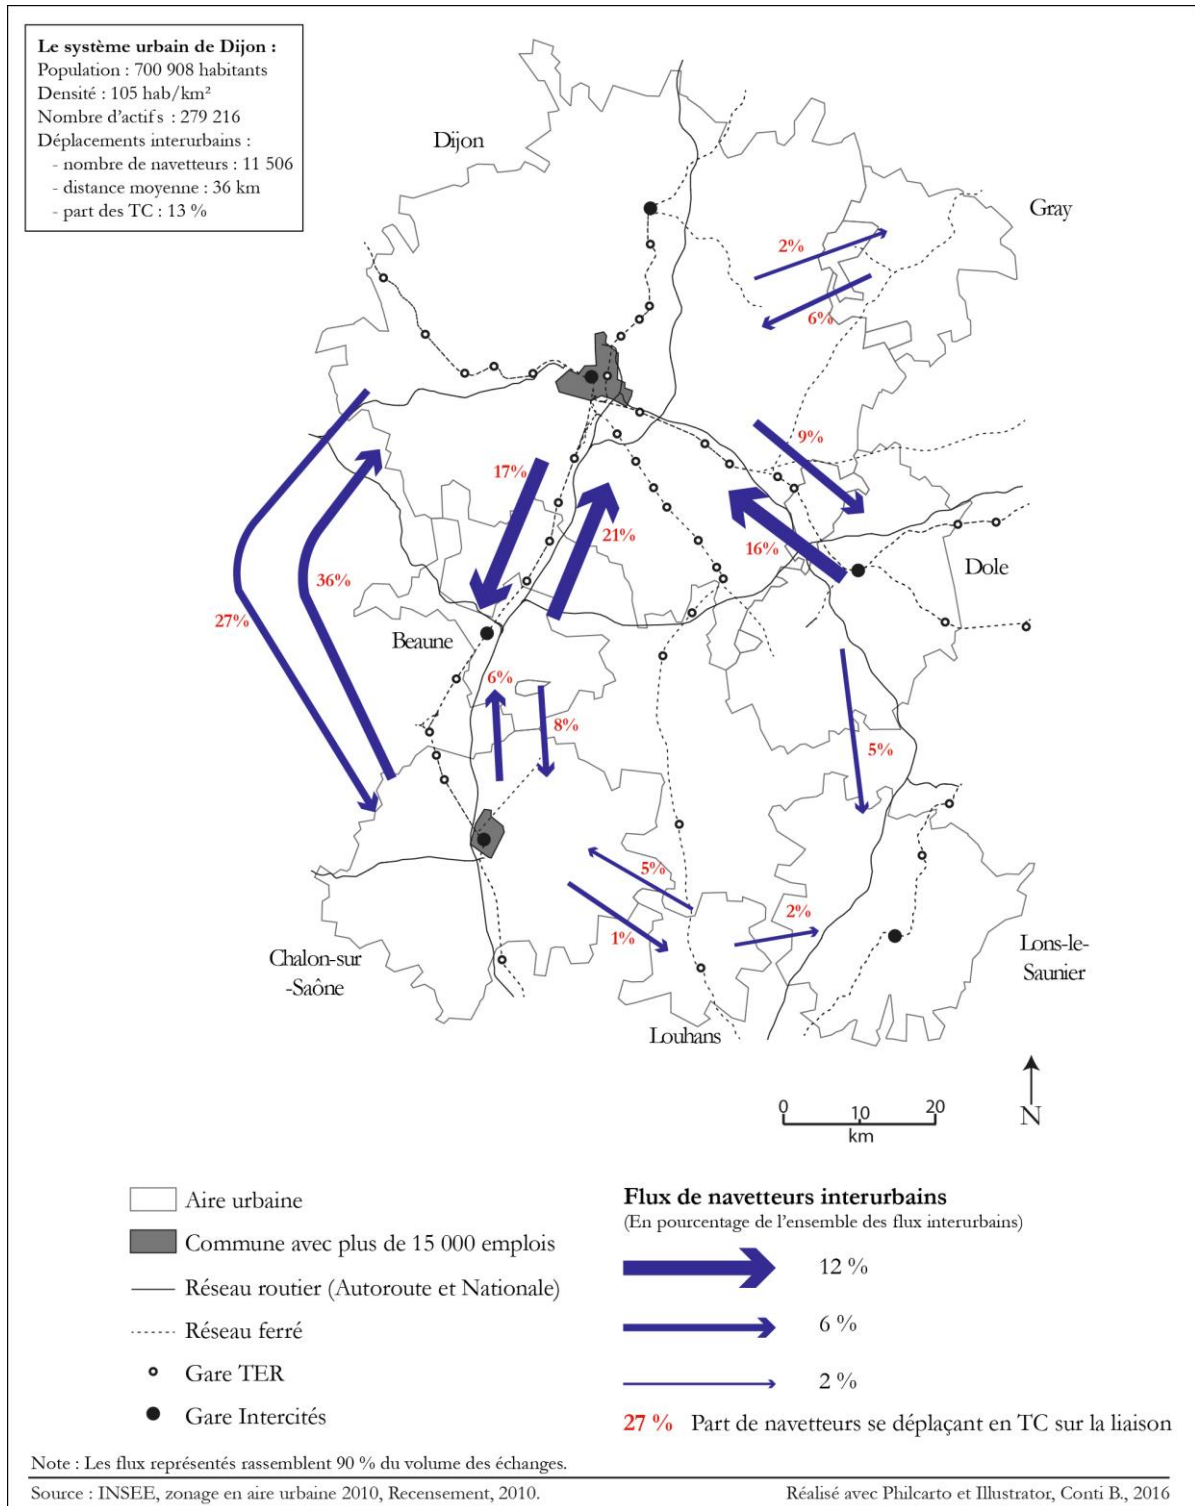 Le système urbain de Dijon :
Population : 700 908 habitants
Densité : 105 hab/km²
Nombre d'actifs : 279 216
Déplacements interurbains :
- nombre de navetteurs : 11 506
- distance moyenne : 36 km
- part des TC : 13 %
Dijon
Gray
2%
6%
9%
17%
21%
16%
Dole
36%
27%
Beaune
6%
8%
5%
5%
2%
1%
Chalon-sur
-Saône
Lons-le-
Saunier
Louhans
0 10 20
km
N
Aire urbaine
Commune avec plus de 15 000 emplois
Réseau routier (Autoroute et Nationale)
Réseau ferré
Gare TER
Gare Intercités
Flux de navetteurs interurbains
(En pourcentage de l'ensemble des flux interurbains)
12 %
6 %
2 %
27 % Part de navetteurs se déplaçant en TC sur la liaison
Note : Les flux représentés rassemblent 90 % du volume des échanges.
Source : INSEE, zonage en aire urbaine 2010, Recensement, 2010.
Réalisé avec Philcarto et Illustrator, Conti B., 2016